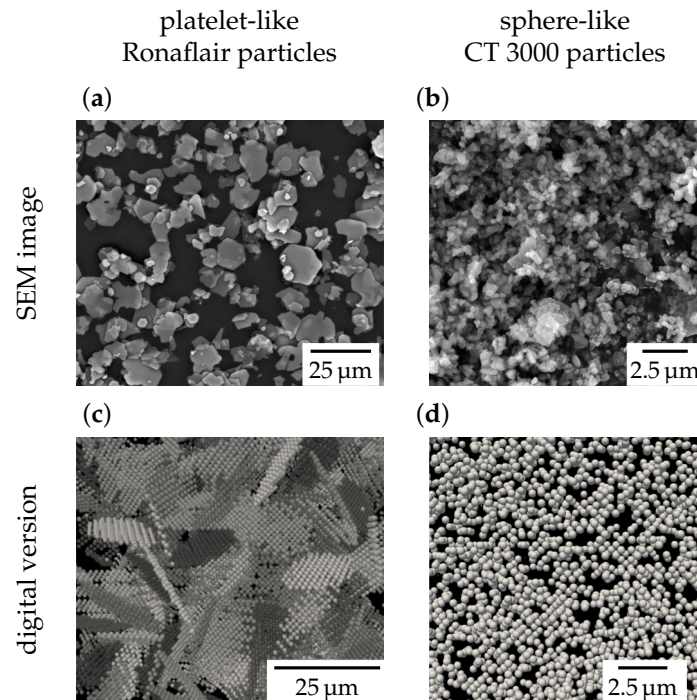 platelet-like
Ronaflair particles
sphere-like
CT 3000 particles
(a)
(b)
SEM image
25 µm
2.5 µm
(c)
(d)
digital version
25 µm
2.5 µm